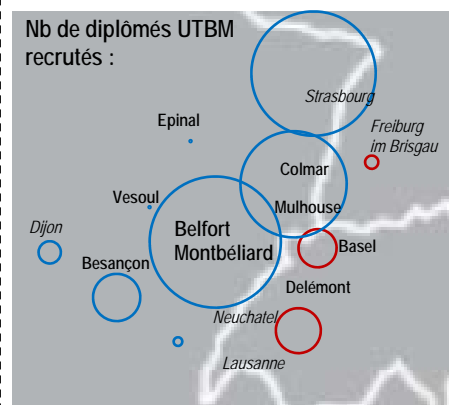 Nb de diplômés UTBM
recrutés :
Strasbourg
Epinal
Freiburg
im Brisgau
Colmar
Mulhouse
Vesoul
Dijon
Belfort
Montbéliard
Basel
Besançon
Delémont
Neuchatel
Lausanne